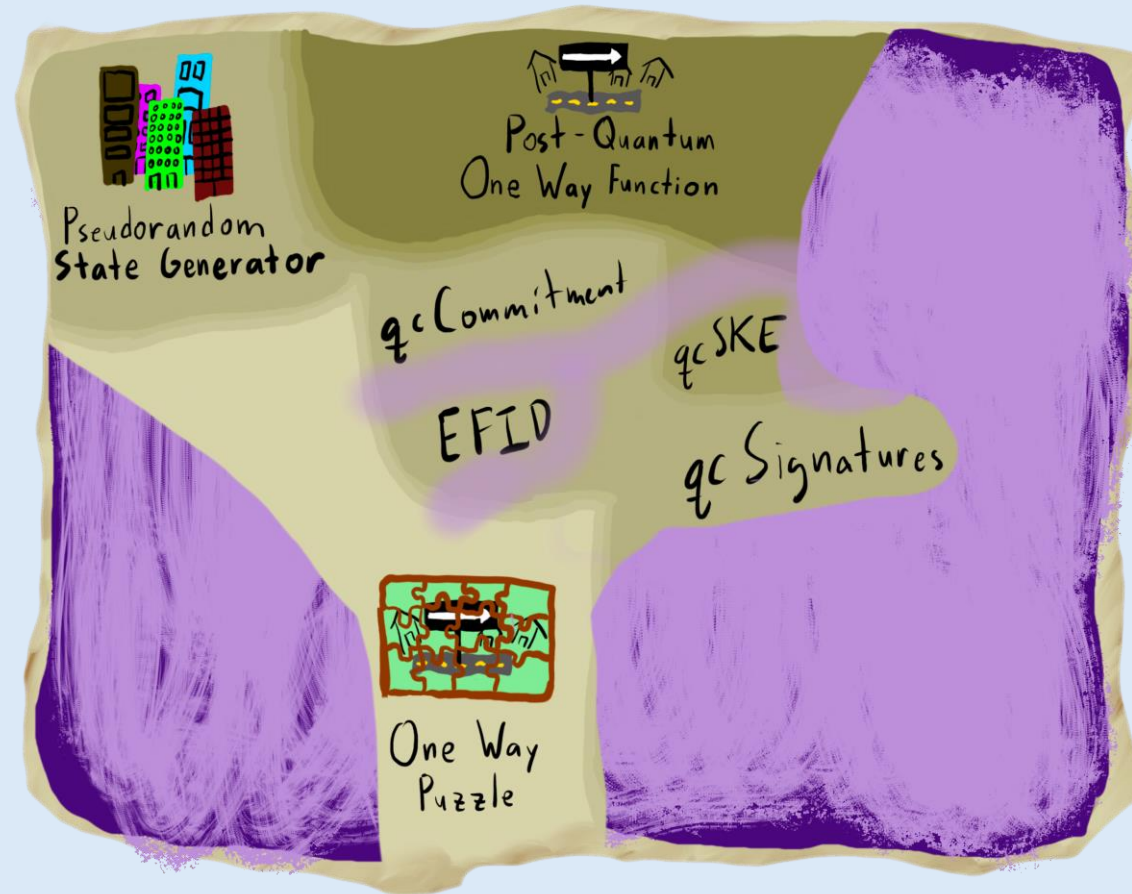 Post-Quantum
One Way Function
Pseudorandom
State Generator
qcCommitment
qcSKE
EFID
qc Signatures
One Way
Puzzle